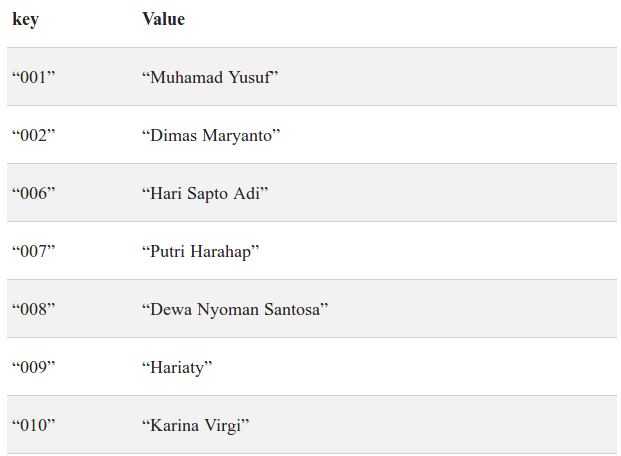 key Value
“001” “Muhamad Yusuf”
“002” “Dimas Maryanto”
“006” “Hari Sapto Adi”
“007” “Putri Harahap”
“008” “Dewa Nyoman Santosa”
“009” “Hariaty”
“010” “Karina Virgi”